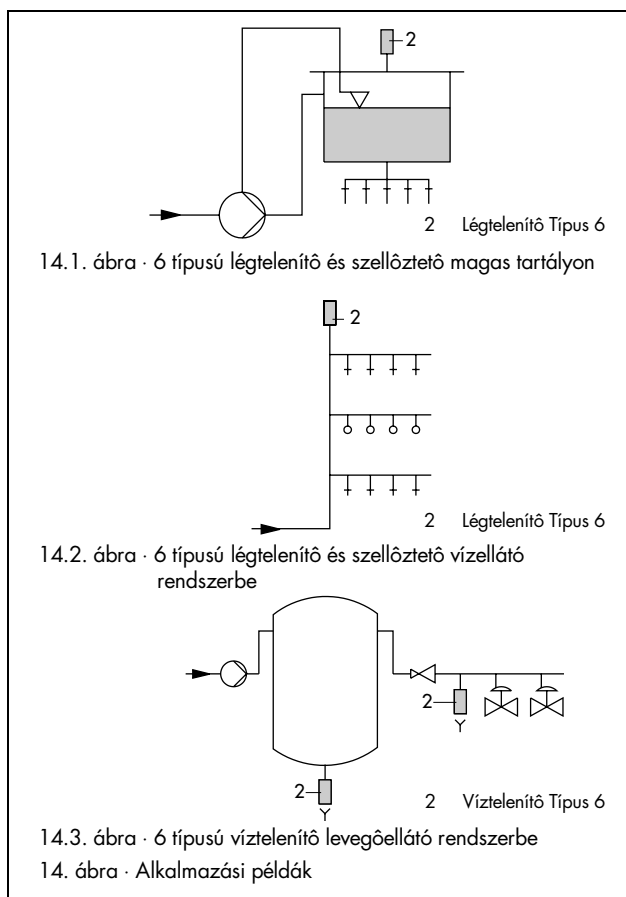 2
2 Légtelenítô Típus 6
14.1. ábra · 6 típusú légtelenítô és szellôztetô magas tartályon
2
2 Légtelenítô Típus 6
14.2. ábra · 6 típusú légtelenítô és szellôztetô vízellátó
rendszerbe
2
2
2 Víztelenítô Típus 6
14.3. ábra · 6 típusú víztelenítô levegôellátó rendszerbe
14. ábra · Alkalmazási példák